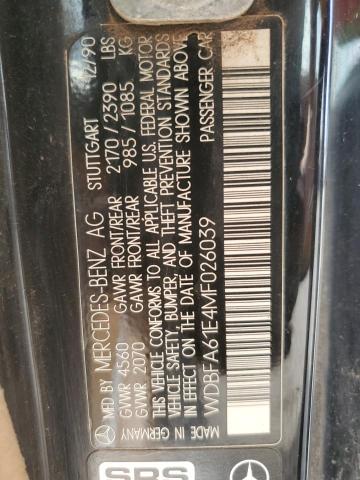 MFD BY MERCEDES-BENZ AG STUTTGART 12/90
GVWR 4560 GAWR FRONT/REAR 2170 / 2390 LBS
GVWR 2070 GAWR FRONT/REAR 985 / 1085 KG
THIS VEHICLE CONFORMS TO ALL APPLICABLE U.S. FEDERAL MOTOR
VEHICLE SAFETY, BUMPER, AND THEFT PREVENTION STANDARDS
IN EFFECT ON THE DATE OF MANUFACTURE SHOWN ABOVE
MADE IN GERMANY WDBFA61E4MF026039 PASSENGER CAR
SRS